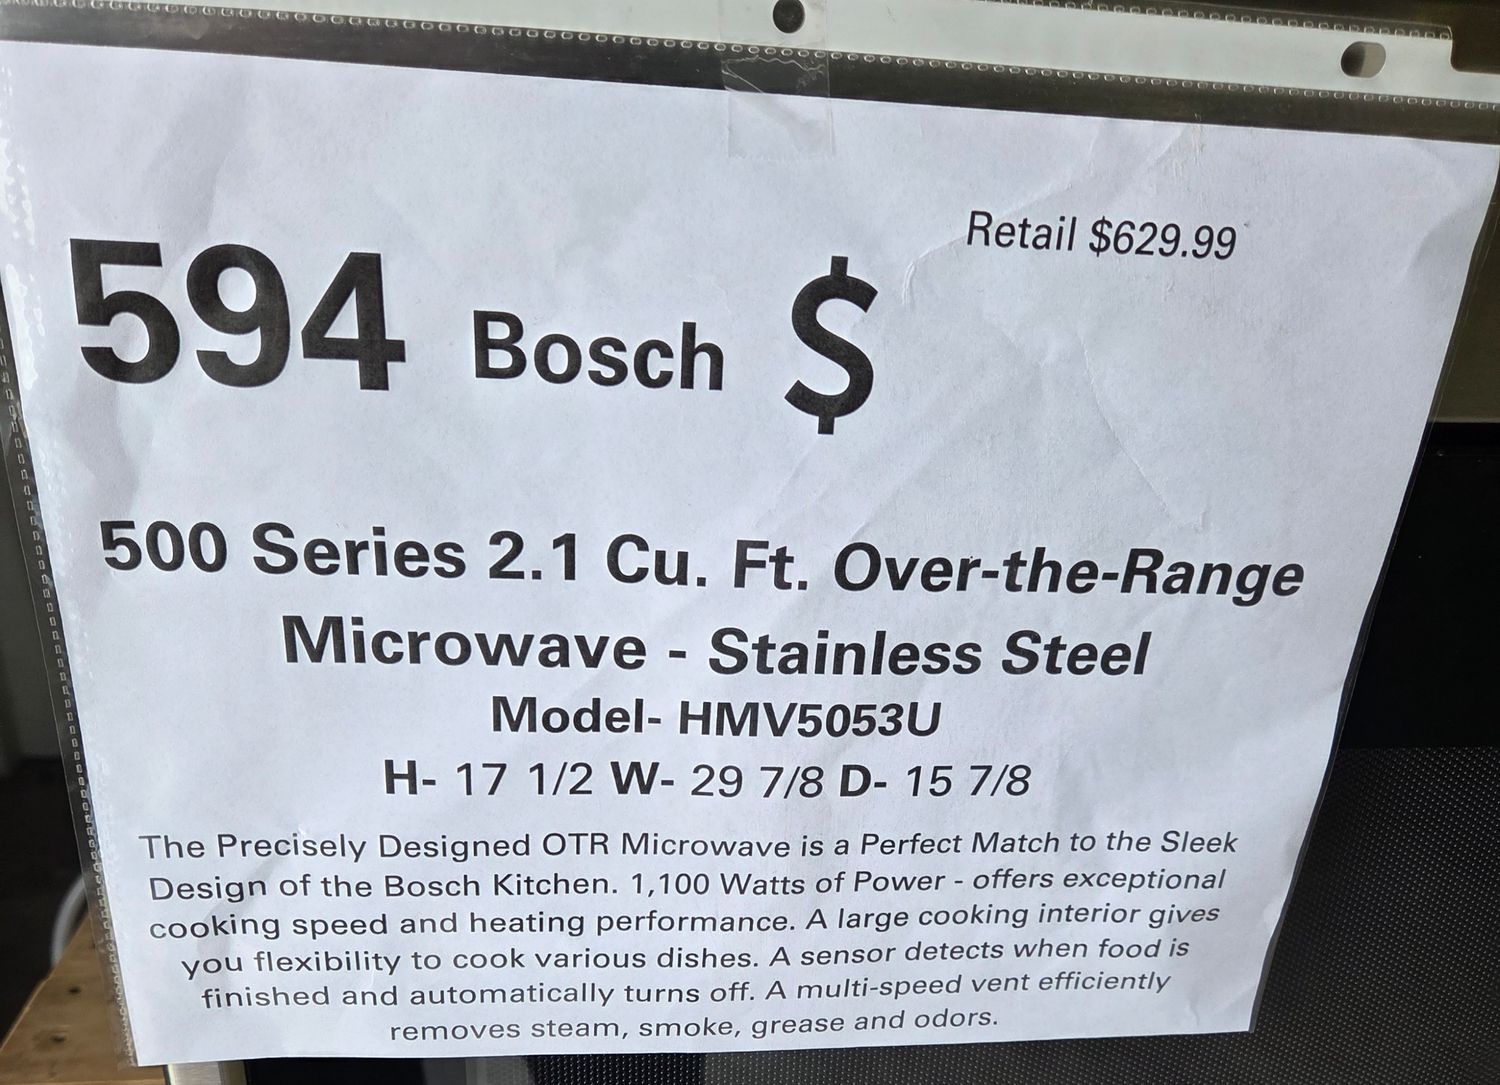 Retail $629.99
594 Bosch $
500 Series 2.1 Cu. Ft. Over-the-Range
Microwave - Stainless Steel
Model- HMV5053U
H- 17 1/2 W- 29 7/8 D- 15 7/8
The Precisely Designed OTR Microwave is a Perfect Match to the Sleek
Design of the Bosch Kitchen. 1,100 Watts of Power - offers exceptional
cooking speed and heating performance. A large cooking interior gives
you flexibility to cook various dishes. A sensor detects when food is
finished and automatically turns off. A multi-speed vent efficiently
removes steam, smoke, grease and odors.